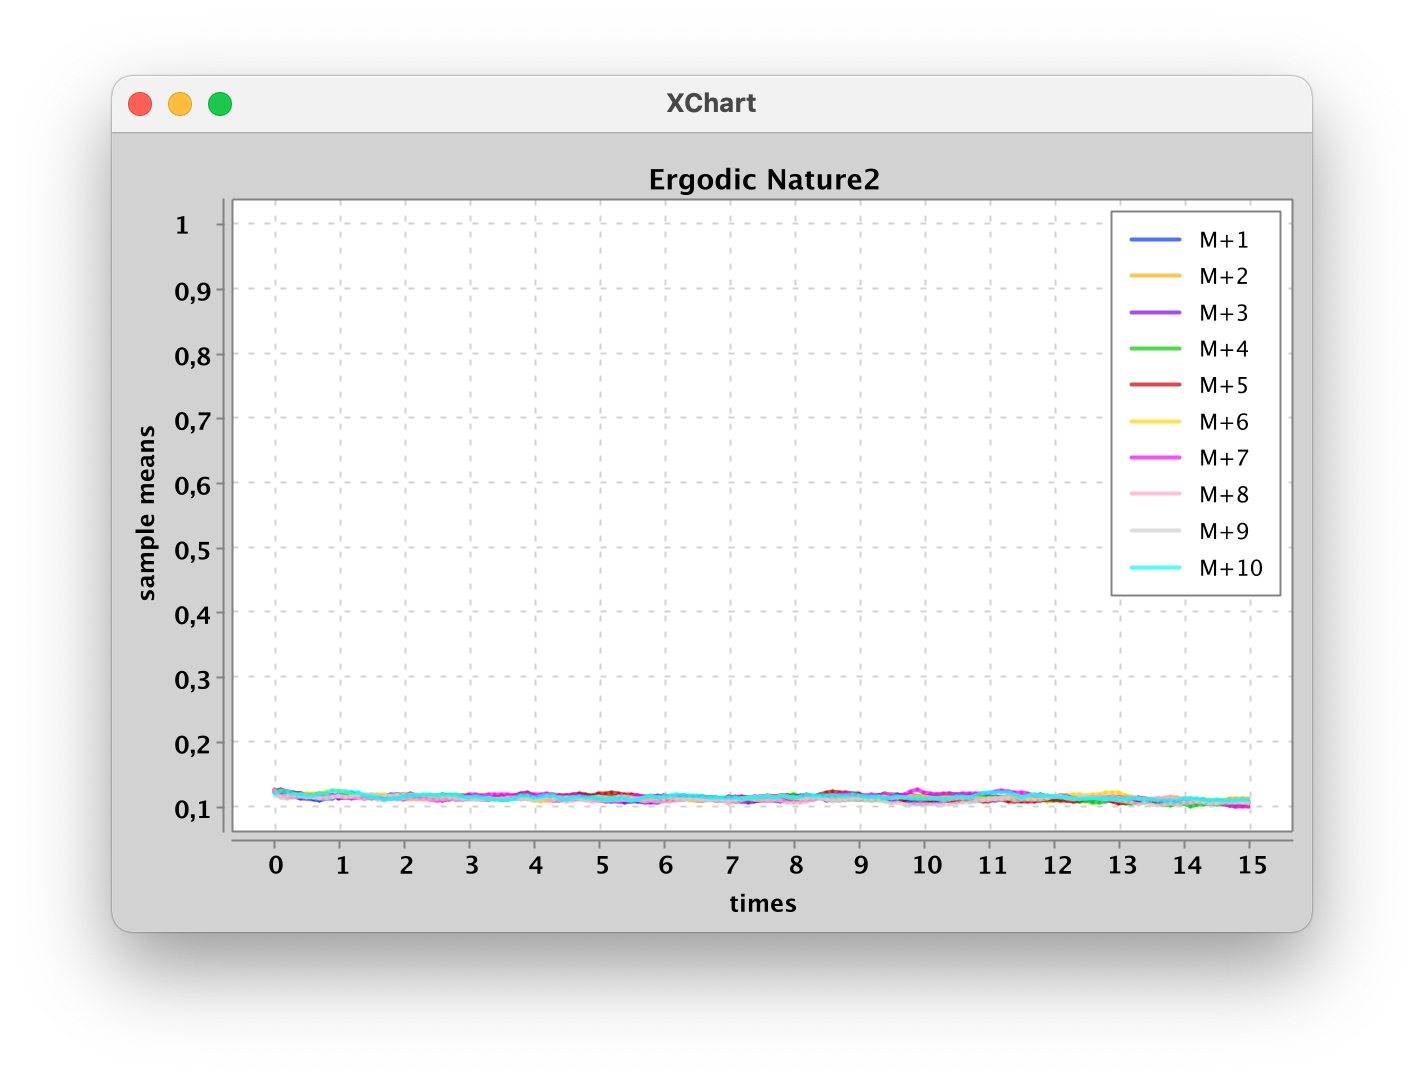 XChart
Ergodic Nature2
1
0,9
0,8
0,7
0,6
0,5
0,4
0,3
0,2
0,1
sample means
M+1
M+2
M+3
M+4
M+5
M+6
M+7
M+8
M+9
M+10
0 1 2 3 4 5 6 7 8 9 10 11 12 13 14 15
times